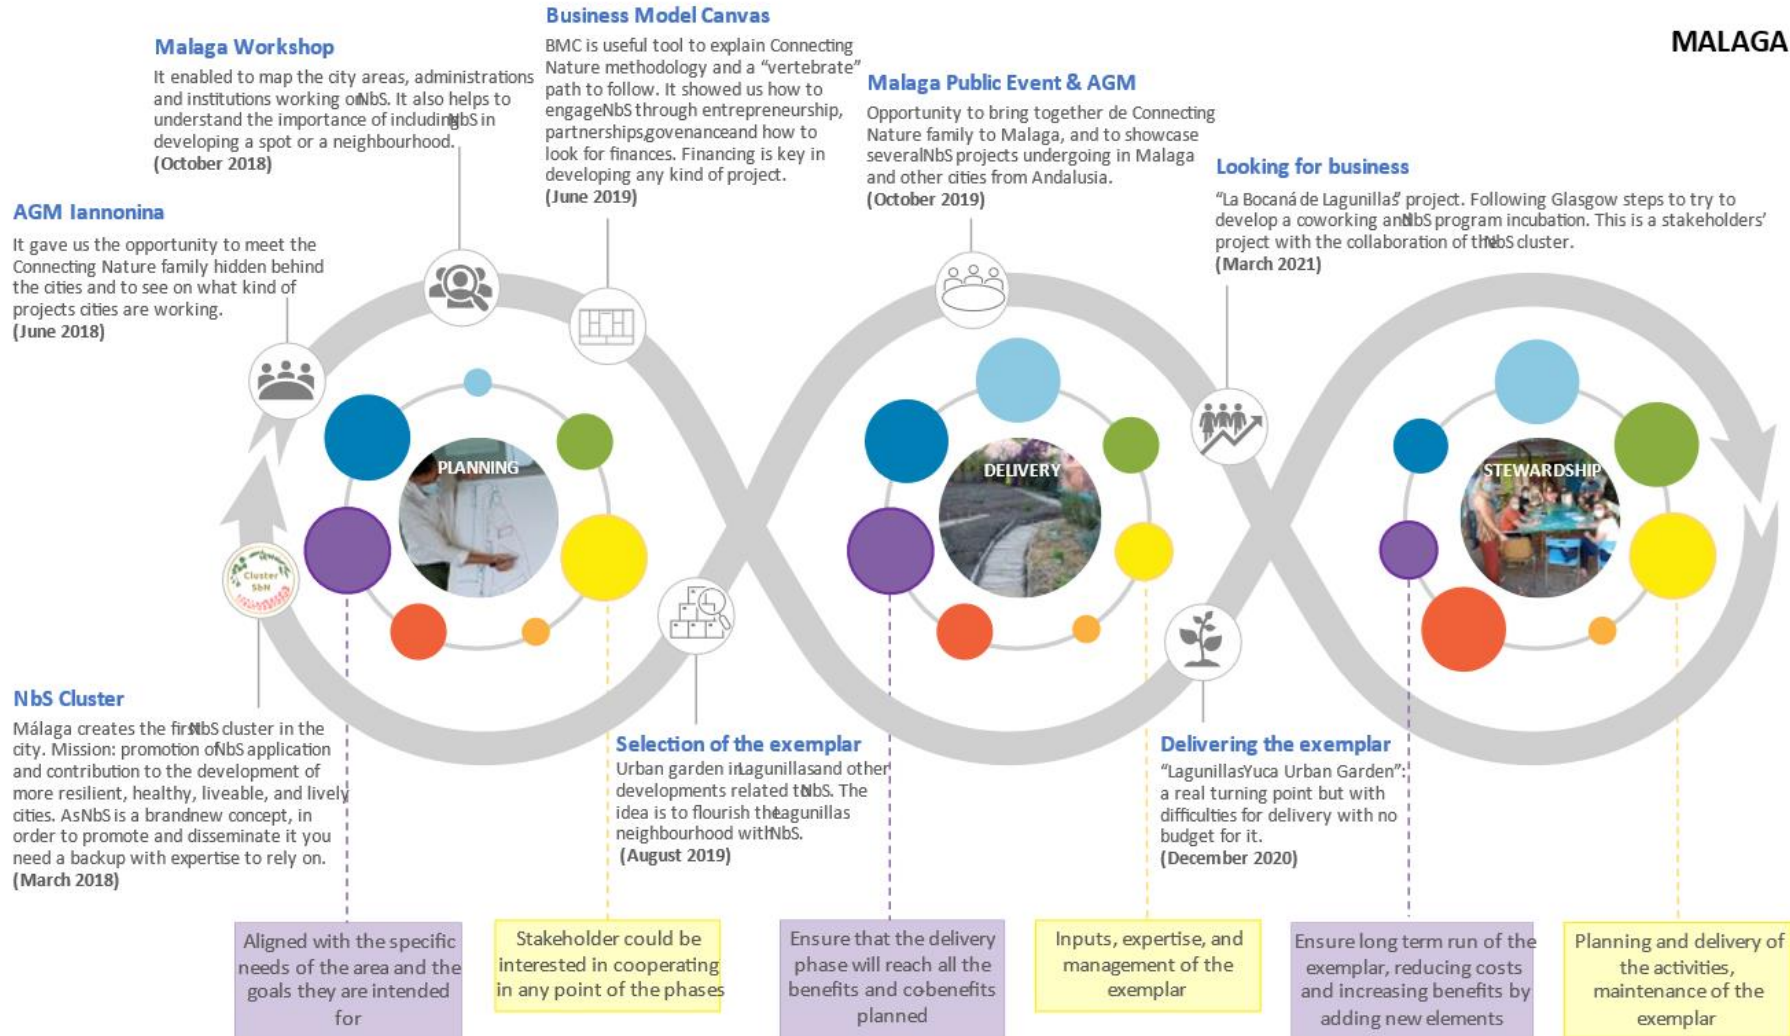 MALAGA
Business Model Canvas
BMC is useful tool to explain Connecting
Nature methodology and a “vertebrate”
path to follow. It showed us how to
engageNbS through entrepreneurship,
partnerships,govenanceand how to
look for finances. Financing is key in
developing any kind of project.
(June 2019)
Malaga Workshop
It enabled to map the city areas, administrations
and institutions working onNbS. It also helps to
understand the importance of includingNbS in
developing a spot or a neighbourhood.
(October 2018)
Malaga Public Event & AGM
Opportunity to bring together de Connecting
Nature family to Malaga, and to showcase
severalNbS projects undergoing in Malaga
and other cities from Andalusia.
(October 2019)
Looking for business
“La Bocaná de Lagunillas” project. Following Glasgow steps to try to
develop a coworking andNbS program incubation. This is a stakeholders’
project with the collaboration of theNbS cluster.
(March 2021)
AGM Iannonina
It gave us the opportunity to meet the
Connecting Nature family hidden behind
the cities and to see on what kind of
projects cities are working.
(June 2018)
PLANNING
DELIVERY
STEWARDSHIP
Cluster
SbN
NbS Cluster
Málaga creates the firstNbS cluster in the
city. Mission: promotion ofNbS application
and contribution to the development of
more resilient, healthy, liveable, and lively
cities. AsNbS is a brandnew concept, in
order to promote and disseminate it you
need a backup with expertise to rely on.
(March 2018)
Selection of the exemplar
Urban garden inLagunillasand other
developments related toNbS. The
idea is to flourish theLagunillas
neighbourhood withNbS.
(August 2019)
Delivering the exemplar
“LagunillasYuca Urban Garden”:
a real turning point but with
difficulties for delivery with no
budget for it.
(December 2020)
Aligned with the specific
needs of the area and the
goals they are intended
for
Stakeholder could be
interested in cooperating
in any point of the phases
Ensure that the delivery
phase will reach all the
benefits and co-benefits
planned
Inputs, expertise, and
management of the
exemplar
Ensure long term run of the
exemplar, reducing costs
and increasing benefits by
adding new elements
Planning and delivery of
the activities,
maintenance of the
exemplar